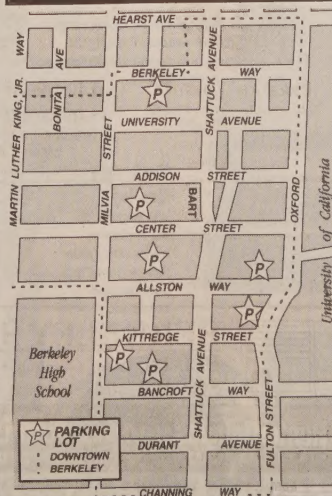 HEARST AVE
WAY
AVE
SHATTUCK AVENUE
BERKELEY WAY
P
MARTIN LUTHER KING, JR.
BONITA
UNIVERSITY AVENUE
MILVIA STREET
ADDISON STREET
P
BART
OXFORD
University of California
CENTER STREET
P
P
ALLSTON WAY
P
KITTREDGE STREET
P
P
Berkeley
High
School
SHATTUCK AVENUE
BANCROFT WAY
FULTON STREET
P PARKING
LOT
DOWNTOWN
BERKELEY
DURANT AVENUE
CHANNING WAY